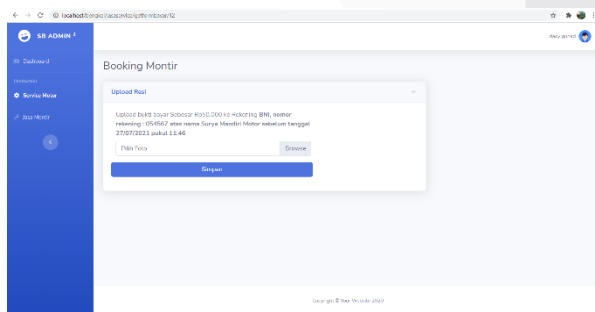 SB ADMIN 2
Dashboard
Service Motor
Jasa Montir
Booking Montir
Upload Resi
Upload bukti bayar Sebesar Rp50,000 ke Rekening BNI, nomor
rekening : 054567 atas nama Surya Mandiri Motor sebelum tanggal
27/07/2021 pukul 11:46
Pilih Foto
Browse
Simpan
Copyright © Your Website 2020